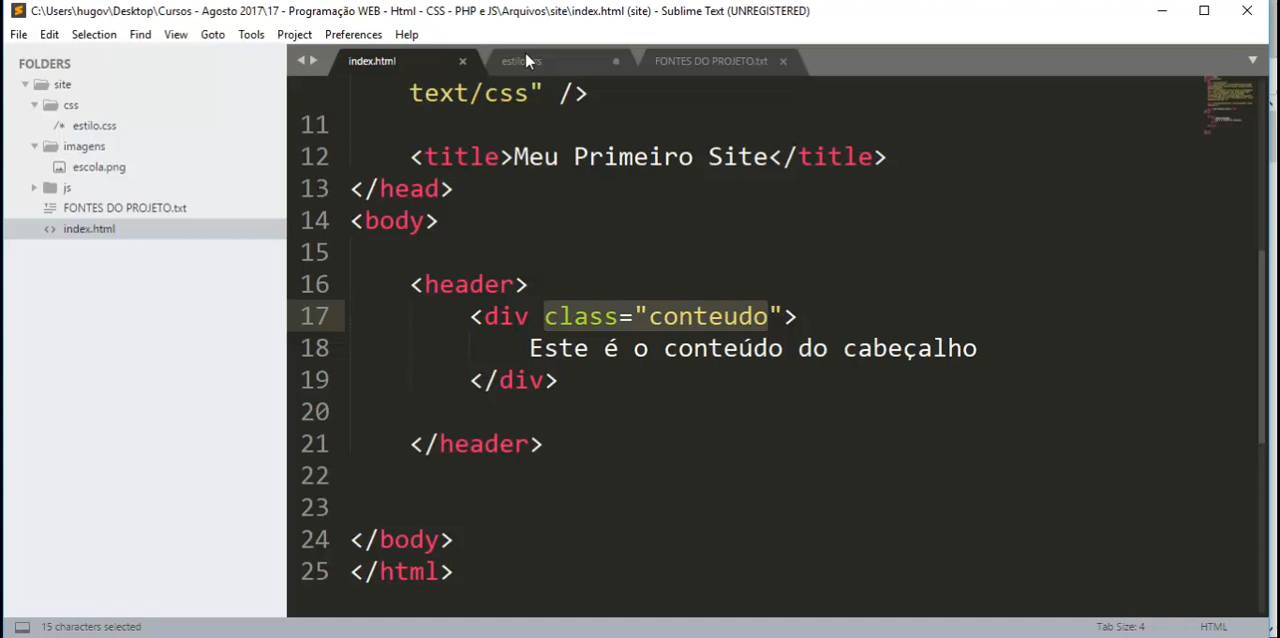 C:\Users\hugov\Desktop\Cursos - Agosto 2017\17 - Programação WEB - Html - CSS - PHP e JS\Arquivos\site\index.html (site) - Sublime Text (UNREGISTERED)
File Edit Selection Find View Goto Tools Project Preferences Help
FOLDERS
site
css
/* estilo.css
imagens
escola.png
js
FONTES DO PROJETO.txt
<> index.html
index.html FONTES DO PROJETO.txt
text/css" />
11
12 <title>Meu Primeiro Site</title>
13 </head>
14 <body>
15
16 <header>
17 <div class="conteudo">
18 Este é o conteúdo do cabeçalho
19 </div>
20
21 </header>
22
23
24 </body>
25 </html>
15 characters selected Tab Size: 4 HTML